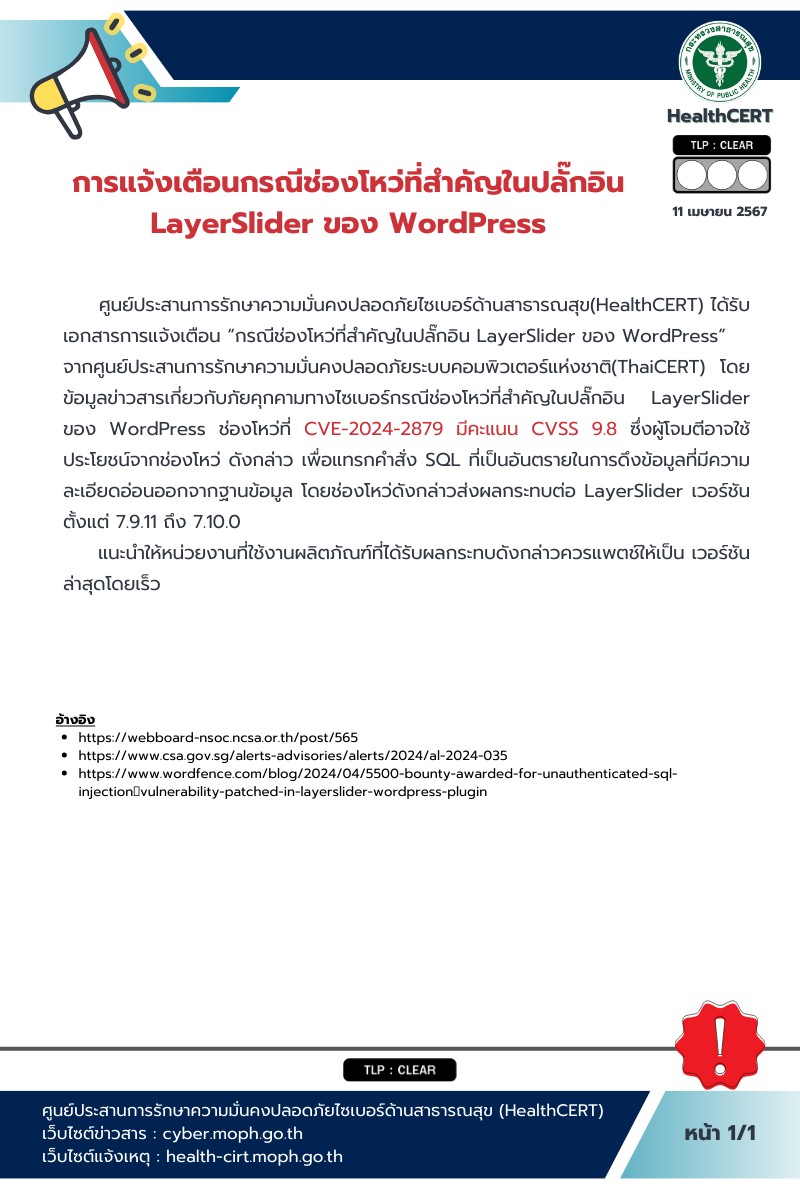 กระทรวงสาธารณสุข
MINISTRY OF PUBLIC HEALTH
HealthCERT
TLP : CLEAR
11 เมษายน 2567
การแจ้งเตือนกรณีช่องโหว่ที่สำคัญในปลั๊กอิน
LayerSlider ของ WordPress
ศูนย์ประสานการรักษาความมั่นคงปลอดภัยไซเบอร์ด้านสาธารณสุข(HealthCERT) ได้รับ
เอกสารการแจ้งเตือน “กรณีช่องโหว่ที่สำคัญในปลั๊กอิน LayerSlider ของ WordPress”
จากศูนย์ประสานการรักษาความมั่นคงปลอดภัยระบบคอมพิวเตอร์แห่งชาติ(ThaiCERT) โดย
ข้อมูลข่าวสารเกี่ยวกับภัยคุกคามทางไซเบอร์กรณีช่องโหว่ที่สำคัญในปลั๊กอิน LayerSlider
ของ WordPress ช่องโหว่ที่ CVE-2024-2879 มีคะแนน CVSS 9.8 ซึ่งผู้โจมตีอาจใช้
ประโยชน์จากช่องโหว่ ดังกล่าว เพื่อแทรกคำสั่ง SQL ที่เป็นอันตรายในการดึงข้อมูลที่มีความ
ละเอียดอ่อนออกจากฐานข้อมูล โดยช่องโหว่ดังกล่าวส่งผลกระทบต่อ LayerSlider เวอร์ชัน
ตั้งแต่ 7.9.11 ถึง 7.10.0
แนะนำให้หน่วยงานที่ใช้งานผลิตภัณฑ์ที่ได้รับผลกระทบดังกล่าวควรแพตช์ให้เป็น เวอร์ชัน
ล่าสุดโดยเร็ว
อ้างอิง
• https://webboard-nsoc.ncsa.or.th/post/565
• https://www.csa.gov.sg/alerts-advisories/alerts/2024/al-2024-035
• https://www.wordfence.com/blog/2024/04/5500-bounty-awarded-for-unauthenticated-sql-
injection▯vulnerability-patched-in-layerslider-wordpress-plugin
TLP : CLEAR
ศูนย์ประสานการรักษาความมั่นคงปลอดภัยไซเบอร์ด้านสาธารณสุข (HealthCERT)
เว็บไซต์ข่าวสาร : cyber.moph.go.th
เว็บไซต์แจ้งเหตุ : health-cirt.moph.go.th
หน้า 1/1